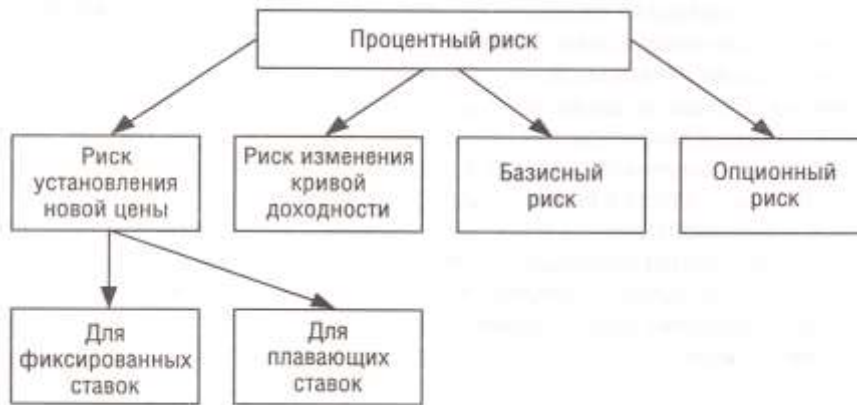 Процентный риск
Риск
установления
новой цены
Риск изменения
кривой
доходности
Базисный
риск
Опционный
риск
Для
фиксированных
ставок
Для
плавающих
ставок